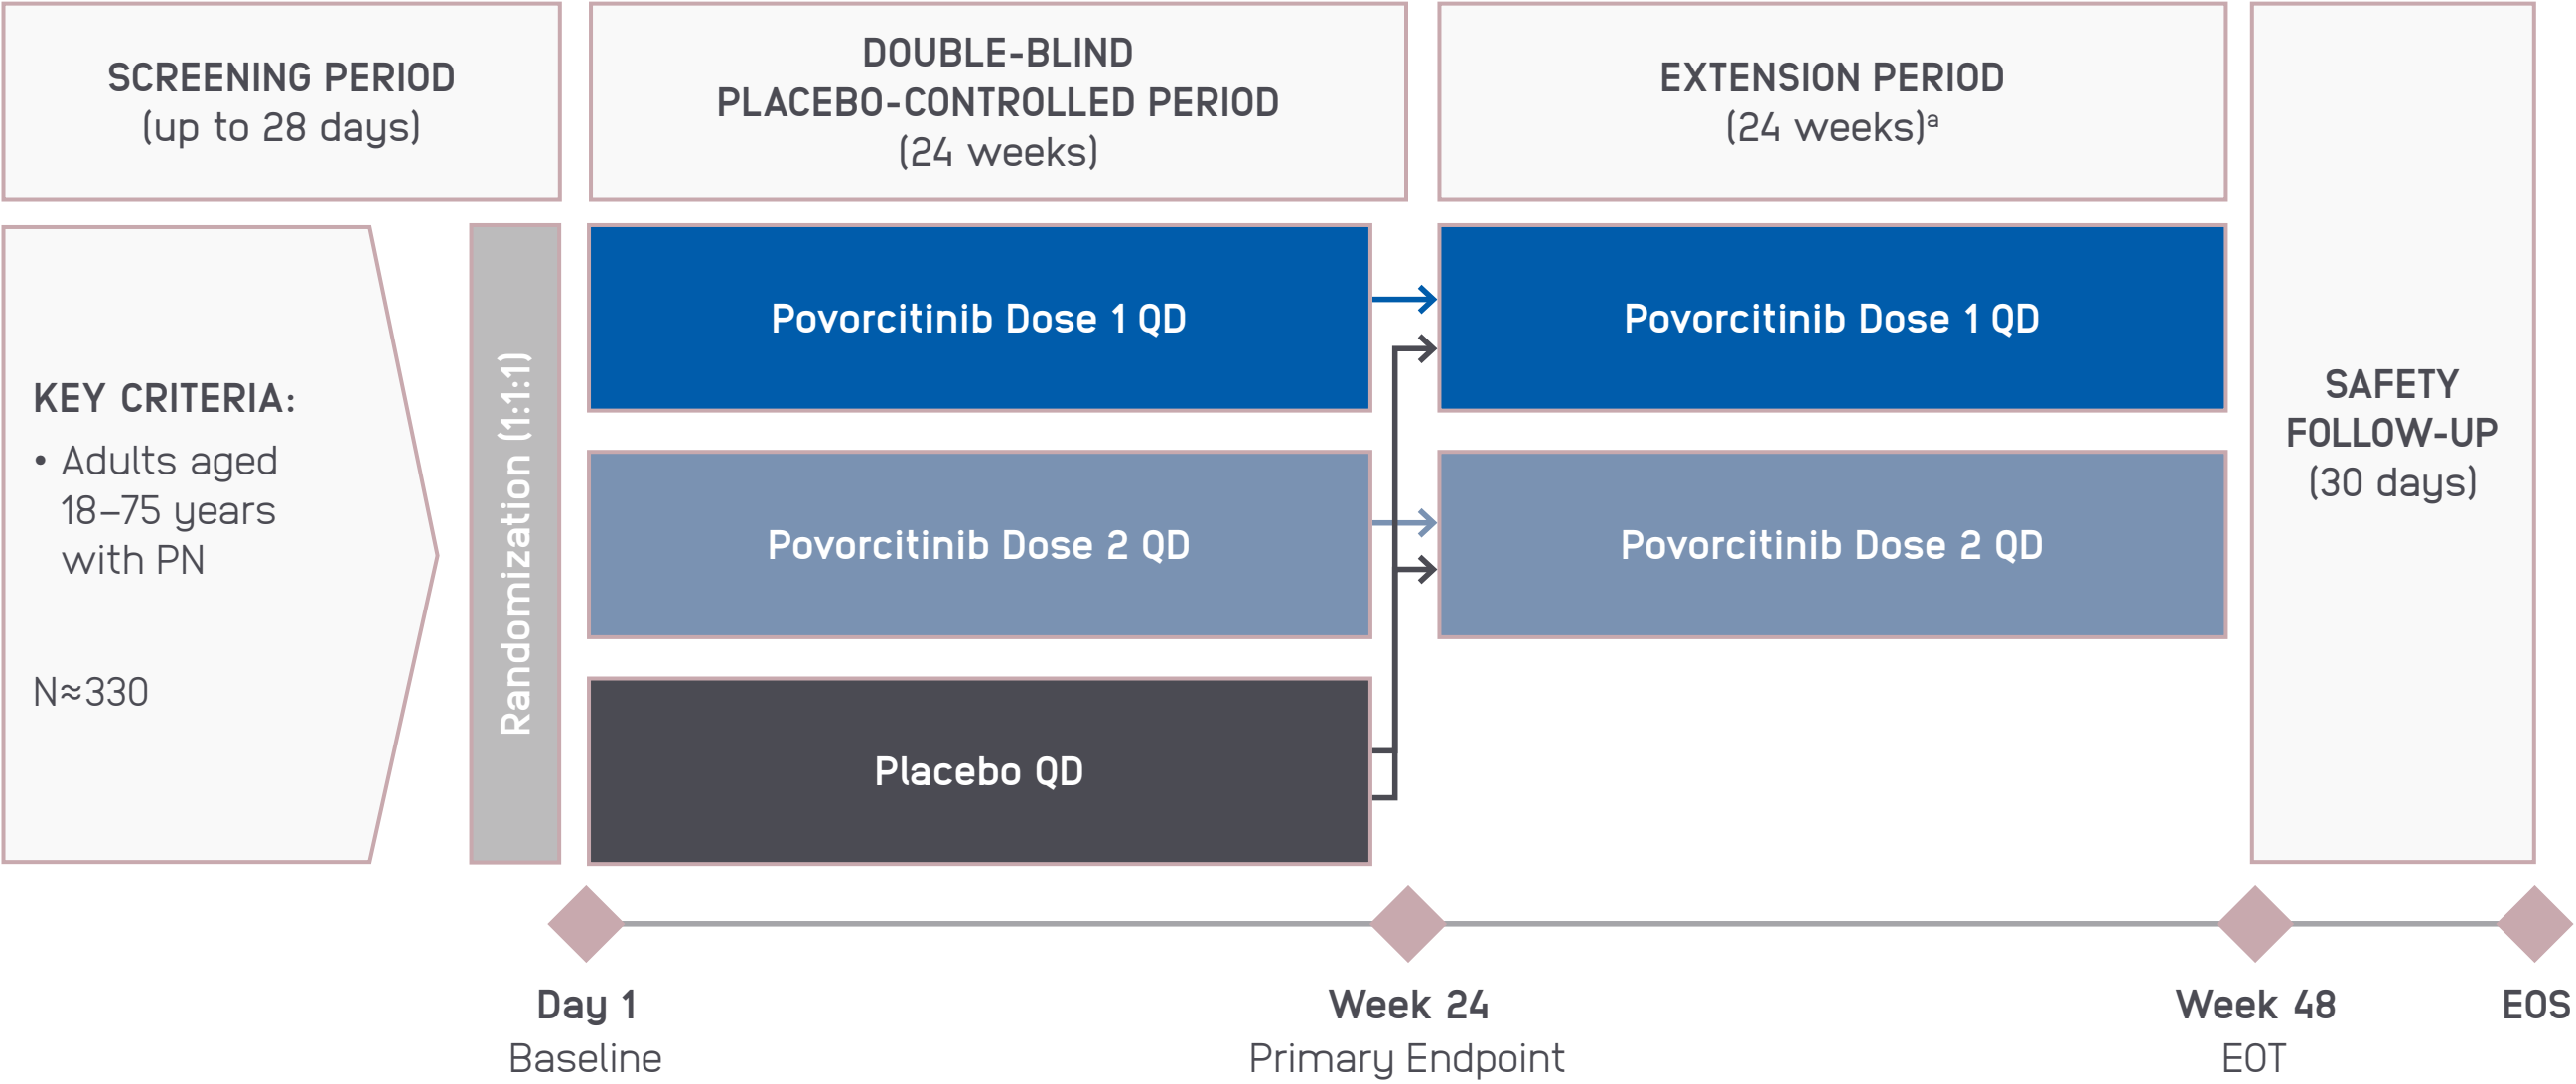 SCREENING PERIOD
(up to 28 days)
DOUBLE-BLIND
PLACEBO-CONTROLLED PERIOD
(24 weeks)
EXTENSION PERIOD
(24 weeks)ᵃ
KEY CRITERIA:
• Adults aged
18–75 years
with PN
N≈330
Randomization (1:1:1)
Povorcitinib Dose 1 QD
Povorcitinib Dose 1 QD
Povorcitinib Dose 2 QD
Povorcitinib Dose 2 QD
Placebo QD
SAFETY
FOLLOW-UP
(30 days)
Day 1
Baseline
Week 24
Primary Endpoint
Week 48
EOT
EOS